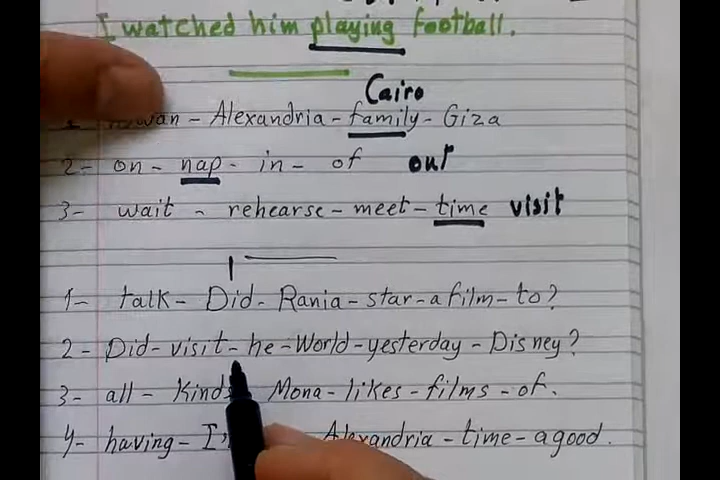 I watched him playing football.
Cairo
Alexandria - family - Giza
2- on - nap - in - of out
3- wait - rehearse - meet - time visit
1- talk - Did - Rania - star - a film - to?
2- Did - visit - he - World - yesterday - Disney?
3- all - Kinds Mona - likes - films - of.
4- having - Alexandria - time - a good.